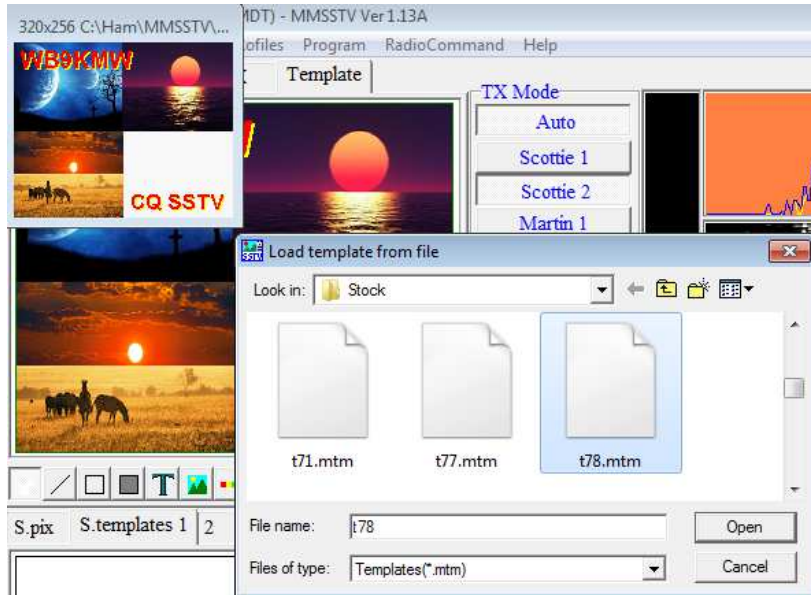 320x256 C:\Ham\MMSSTV\...
MDT) - MMSSTV Ver 1.13A
ofiles Program RadioCommand Help
WB9KMW
CQ SSTV
Template
TX Mode
Auto
Scottie 1
Scottie 2
Martin 1
SSTV
Load template from file
Look in: Stock
t71.mtm t77.mtm t78.mtm
T
S.pix S.templates 1 2
File name: t78 Open
Files of type: Templates(*.mtm) Cancel